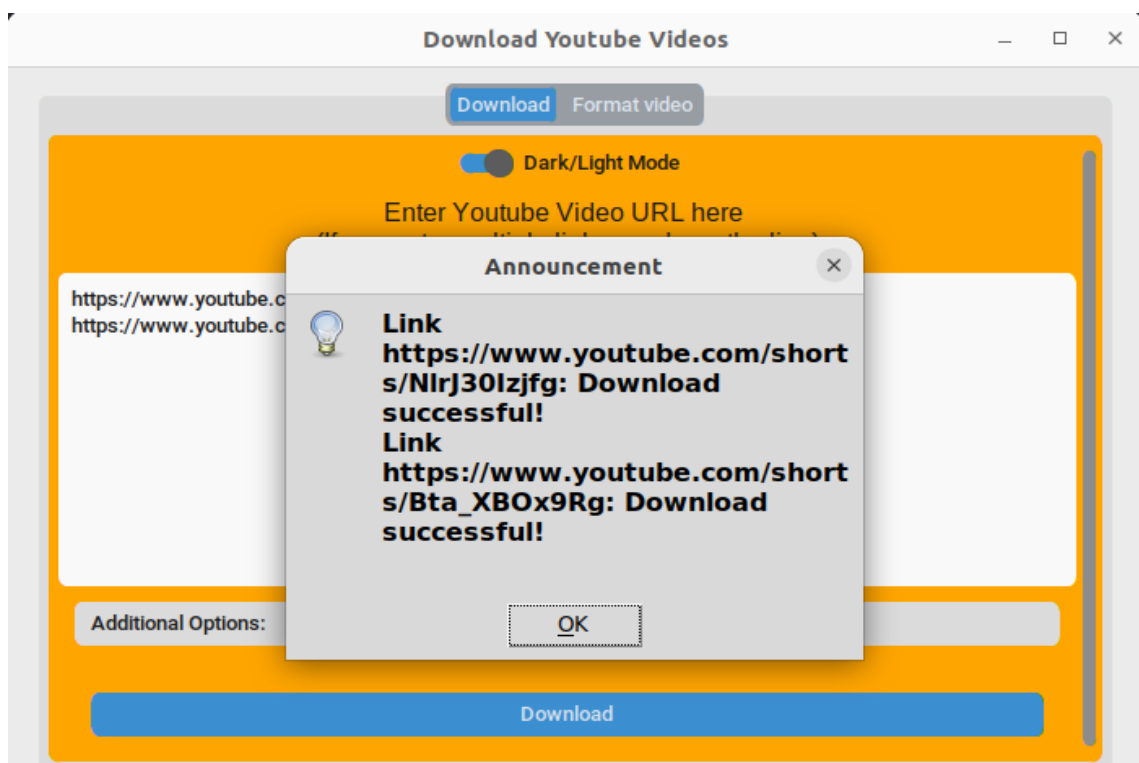 Download Youtube Videos
Download Format video
Dark/Light Mode
Enter Youtube Video URL here
Announcement
https://www.youtube.c
https://www.youtube.c
Link
https://www.youtube.com/short
s/NlrJ30Izjfg: Download
successful!
Link
https://www.youtube.com/short
s/Bta_XBOx9Rg: Download
successful!
Additional Options:
OK
Download